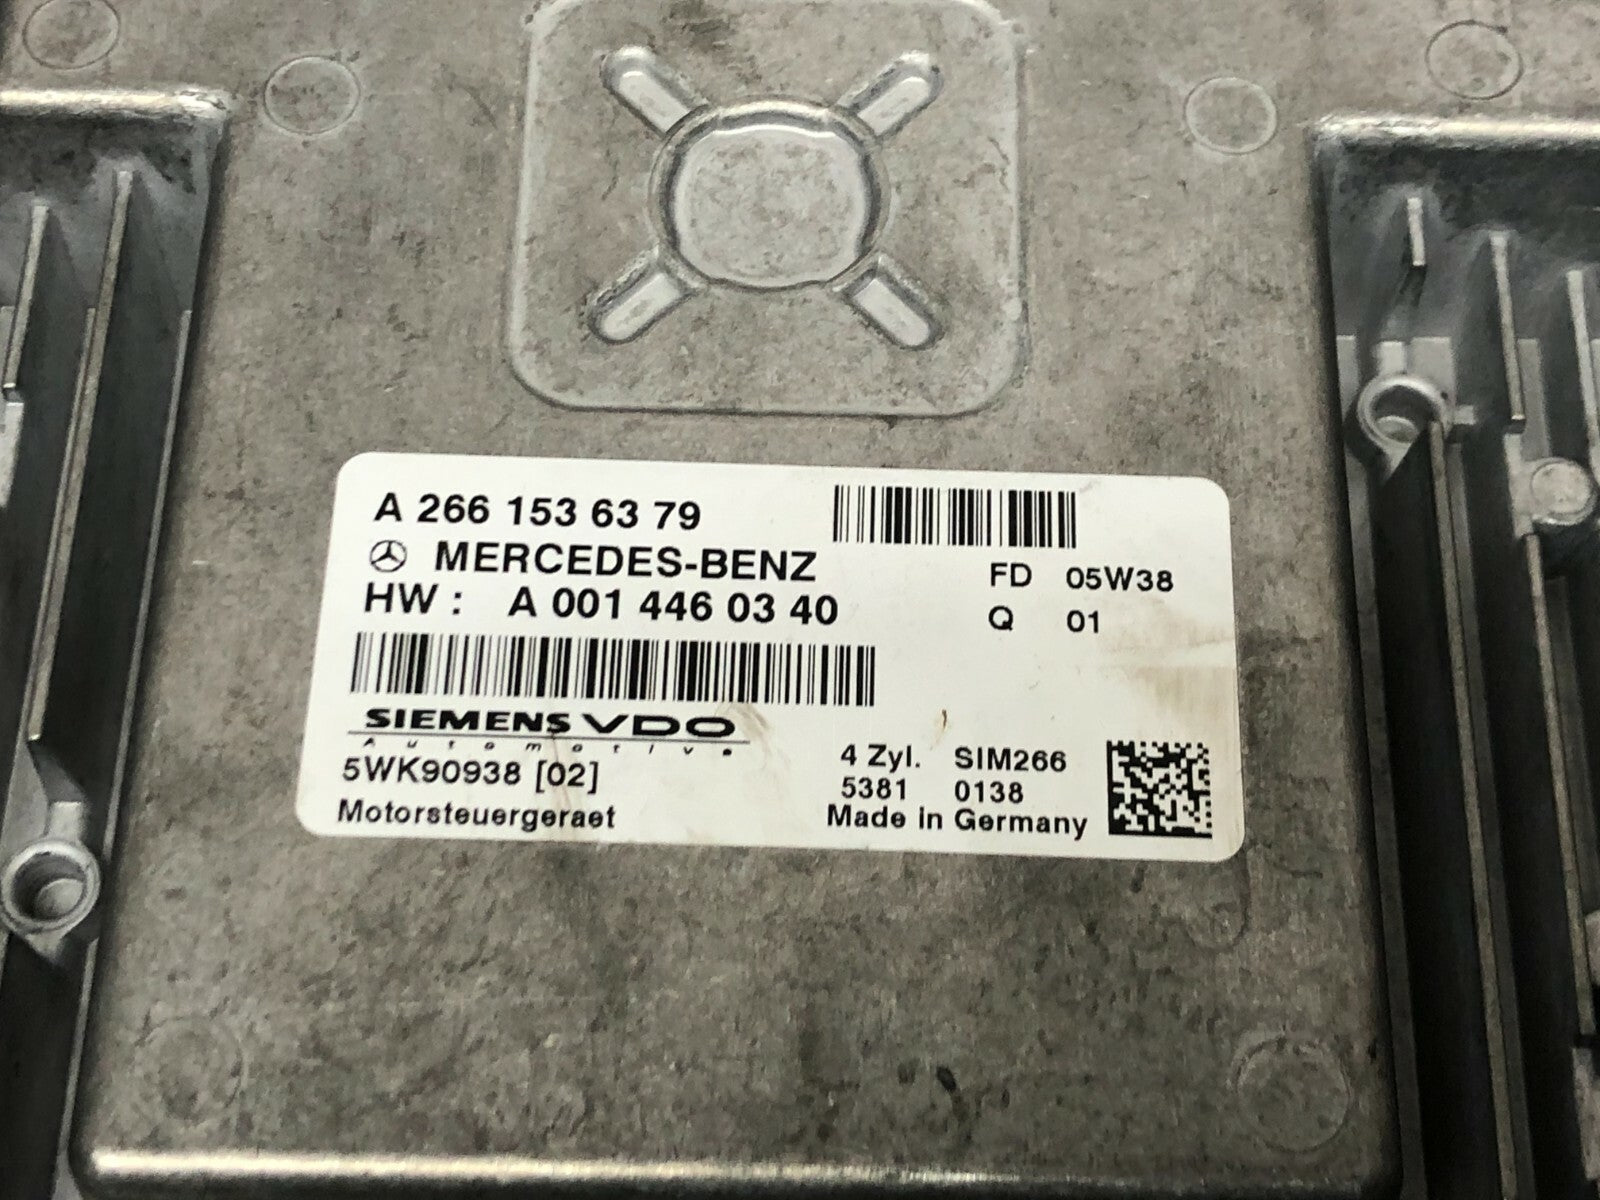 A 266 153 63 79
MERCEDES-BENZ
HW : A 001 446 03 40
FD 05W38
Q 01
SIEMENS VDO
Automotive
5WK90938 [02]
Motorsteuergeraet
4 Zyl. SIM266
5381 0138
Made in Germany